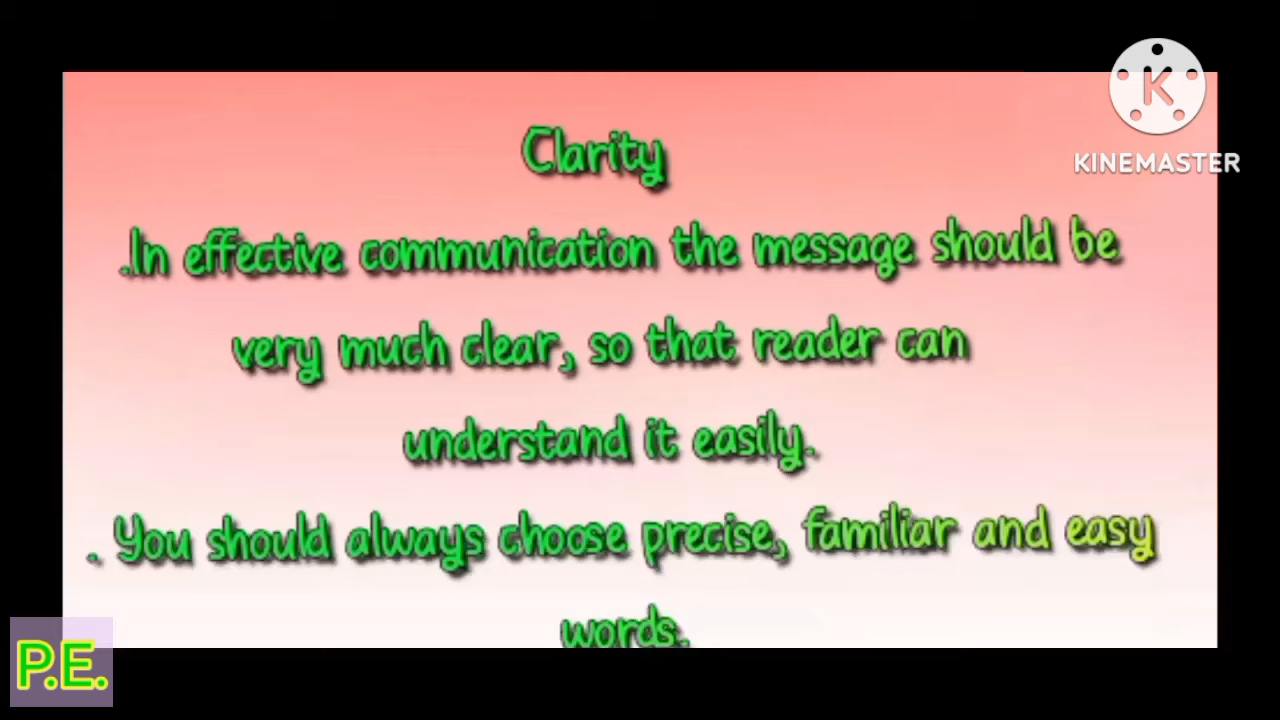 Clarity
.In effective communication the message should be
very much clear, so that reader can
understand it easily.
. You should always choose precise, familiar and easy
words.
K
KINEMASTER
P.E.